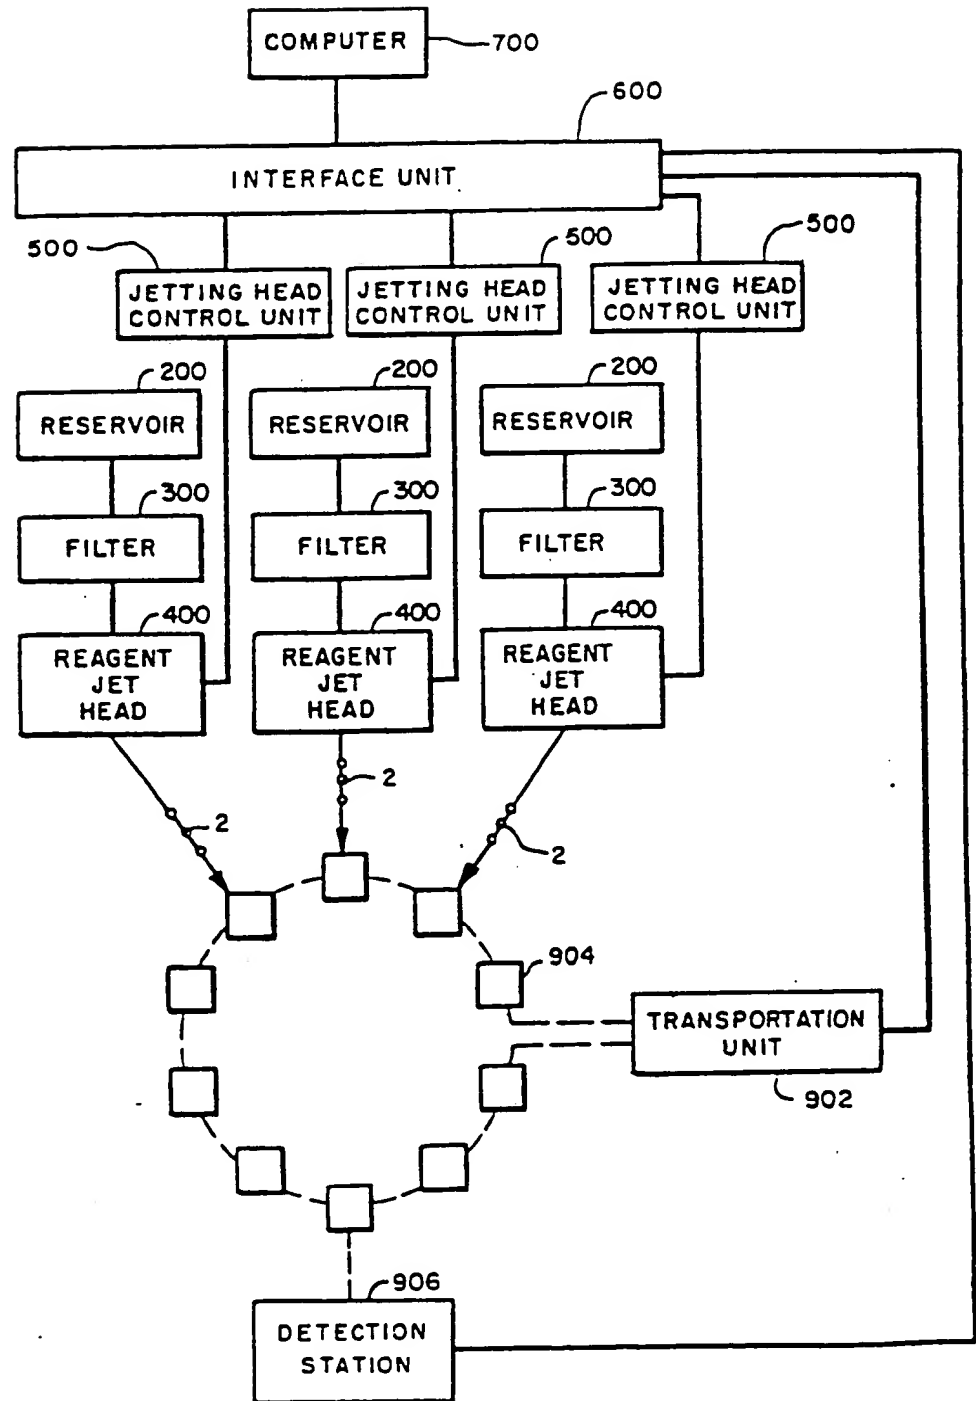 COMPUTER
700
600
INTERFACE UNIT
500
500
500
JETTING HEAD
CONTROL UNIT
JETTING HEAD
CONTROL UNIT
JETTING HEAD
CONTROL UNIT
200
200
200
RESERVOIR
RESERVOIR
RESERVOIR
300
300
300
FILTER
FILTER
FILTER
400
400
400
REAGENT
JET
HEAD
REAGENT
JET
HEAD
REAGENT
JET
HEAD
2
2
2
904
TRANSPORTATION
UNIT
902
906
DETECTION
STATION